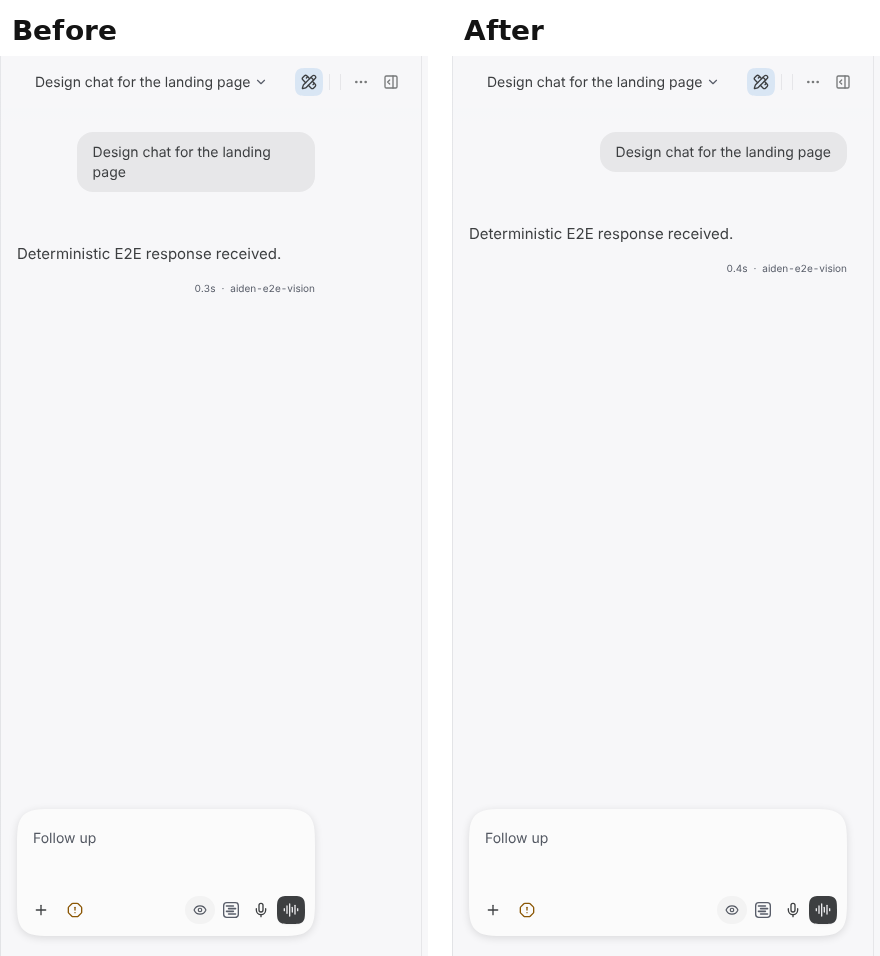 Before
Design chat for the landing page
Design chat for the landing
page
Deterministic E2E response received.
0.3s · aiden-e2e-vision
Follow up
After
Design chat for the landing page
Design chat for the landing page
Deterministic E2E response received.
0.4s · aiden-e2e-vision
Follow up